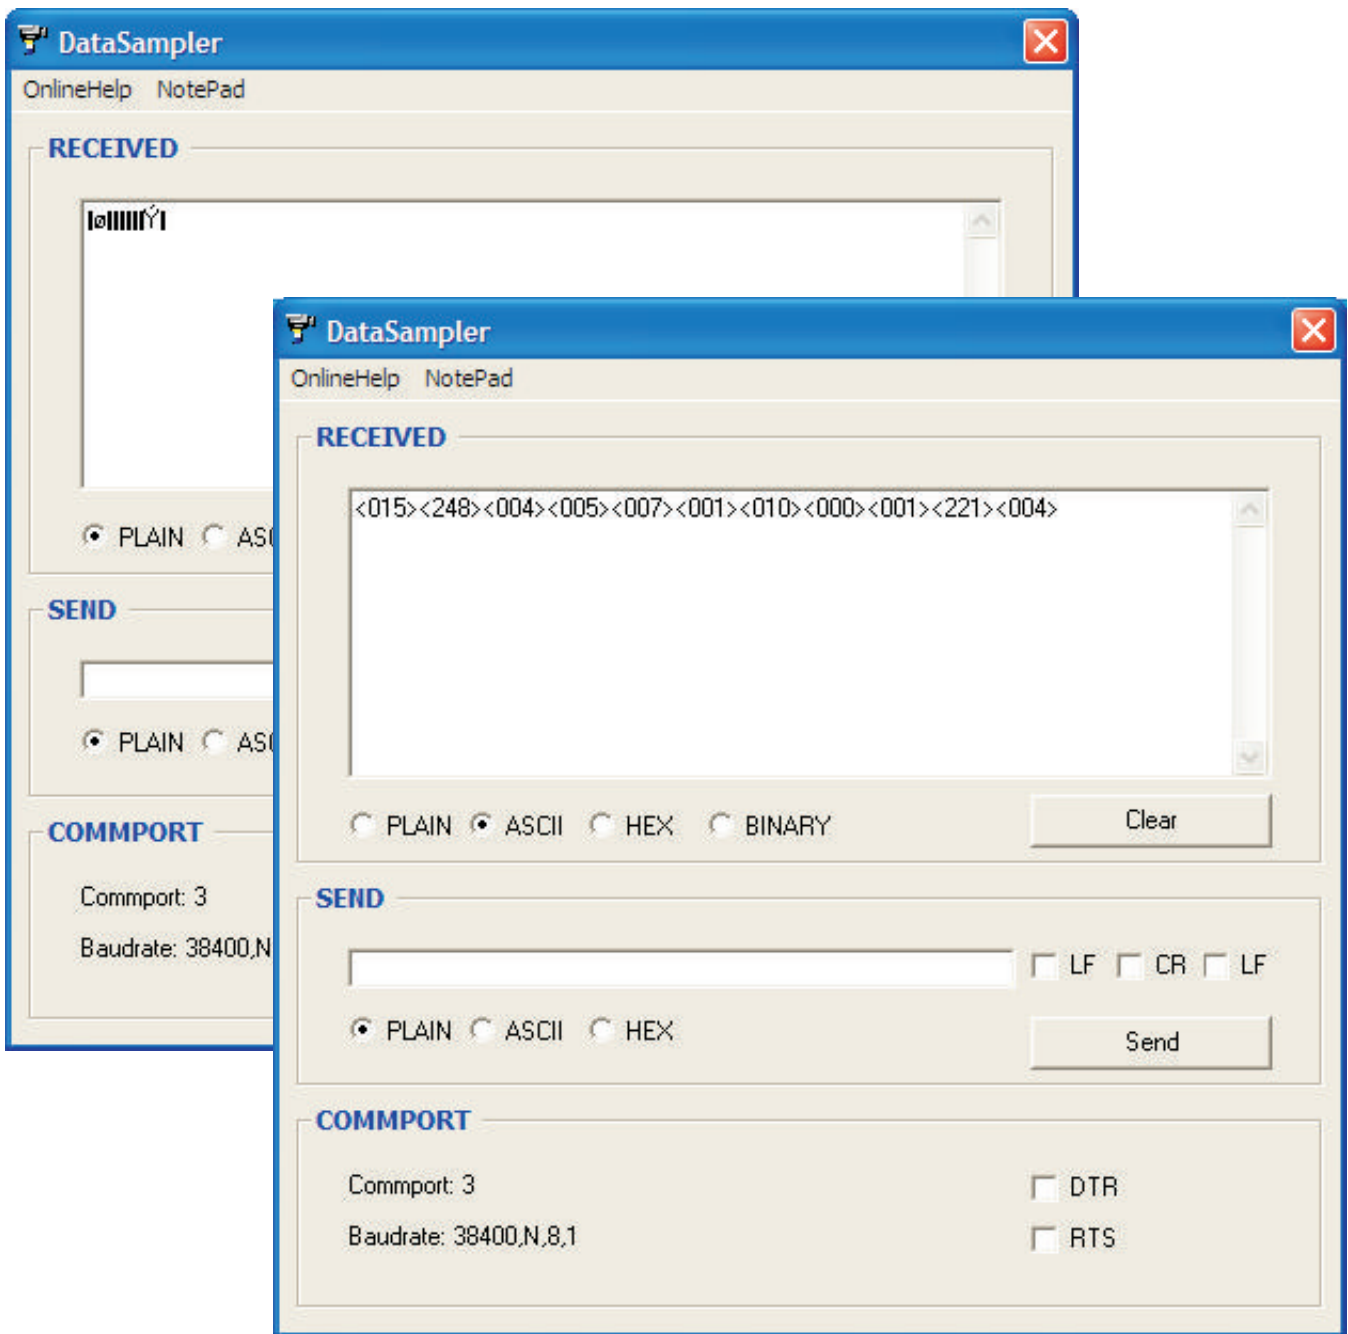 DataSampler
OnlineHelp NotePad
RECEIVED
PLAIN
SEND
PLAIN
COMMPORT
Commport: 3
Baudrate: 38400,N
DataSampler
OnlineHelp NotePad
RECEIVED
<015><248><004><005><007><001><010><000><001><221><004>
PLAIN ASCII HEX BINARY
Clear
SEND
LF CR LF
PLAIN ASCII HEX
Send
COMMPORT
Commport: 3
DTR
Baudrate: 38400,N,8,1
RTS